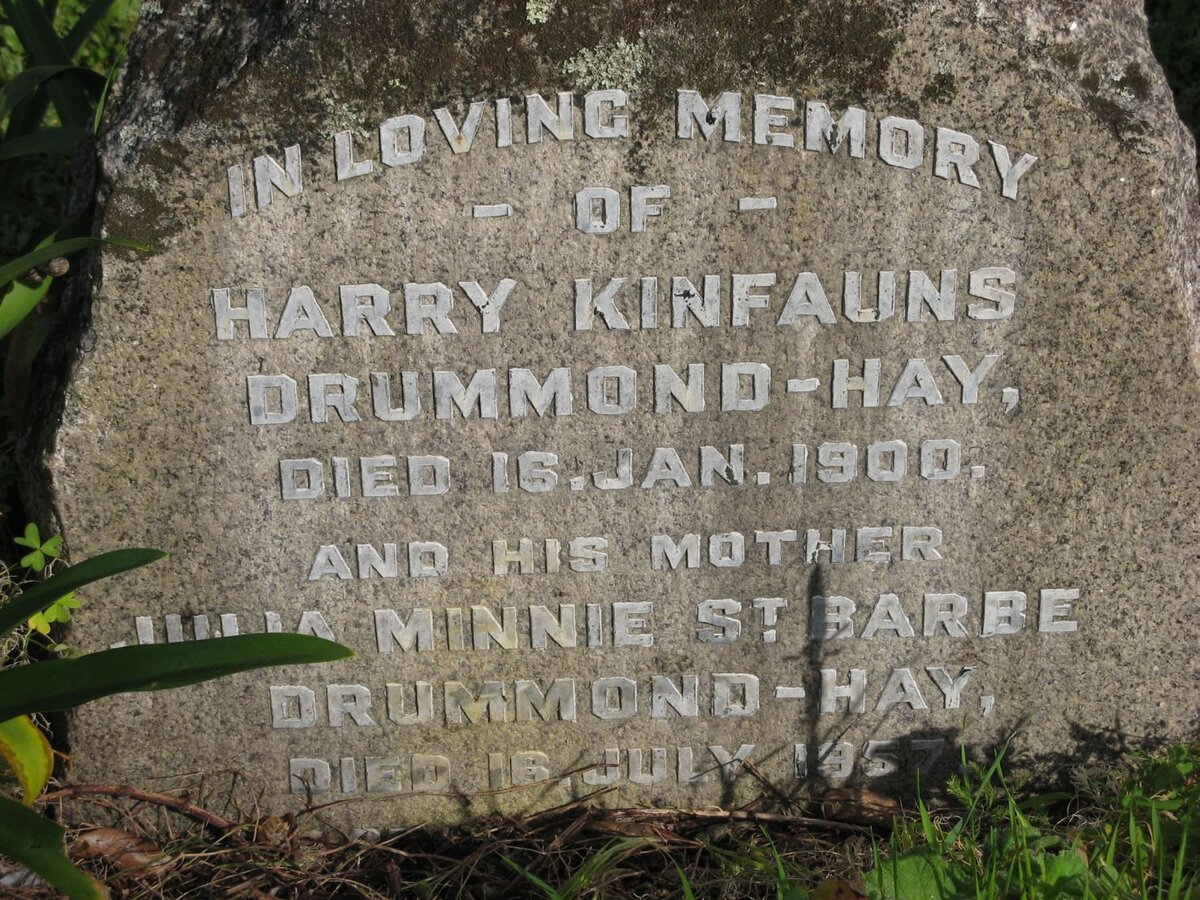 IN LOVING MEMORY
- OF -
HARRY KINFAUNS
DRUMMOND-HAY,
DIED 16.JAN.1900.
AND HIS MOTHER
JULIA MINNIE ST. BARBE
DRUMMOND-HAY,
DIED 16.JULY 1957